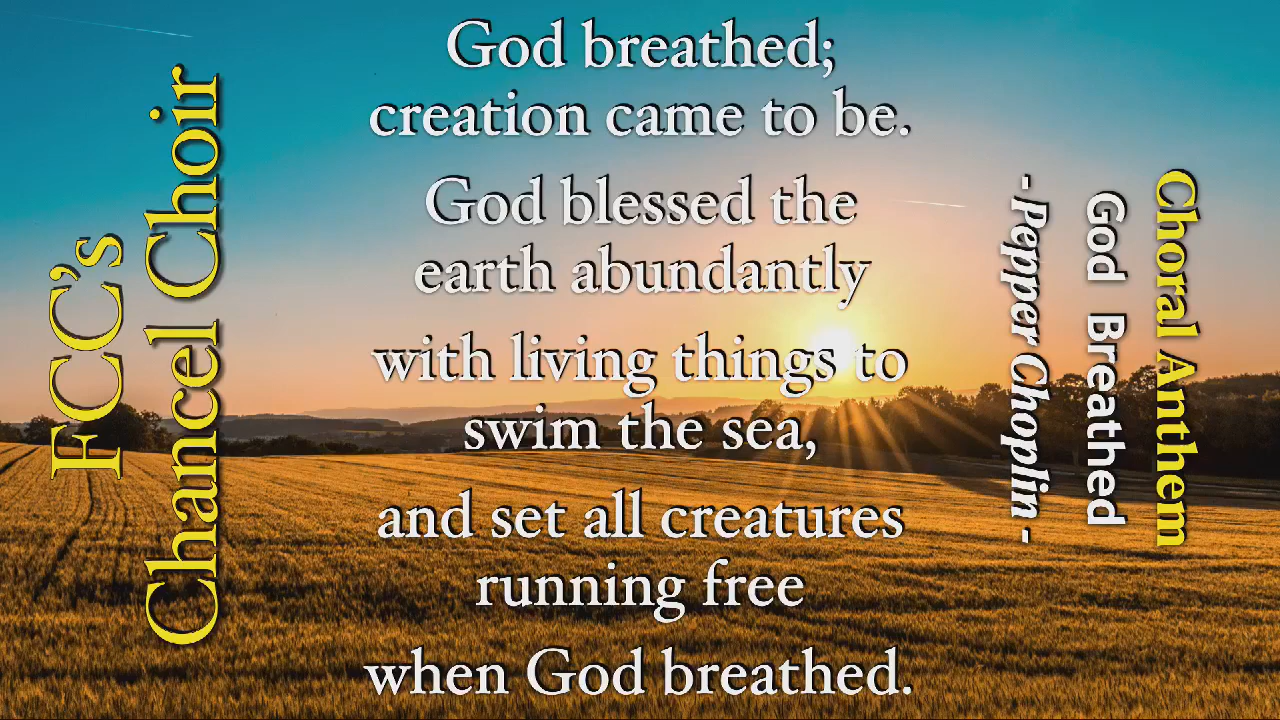 FCC's
Chancel Choir
God breathed;
creation came to be.
God blessed the
earth abundantly
with living things to
swim the sea,
and set all creatures
running free
when God breathed.
Choral Anthem
God Breathed
- Pepper Choplin -